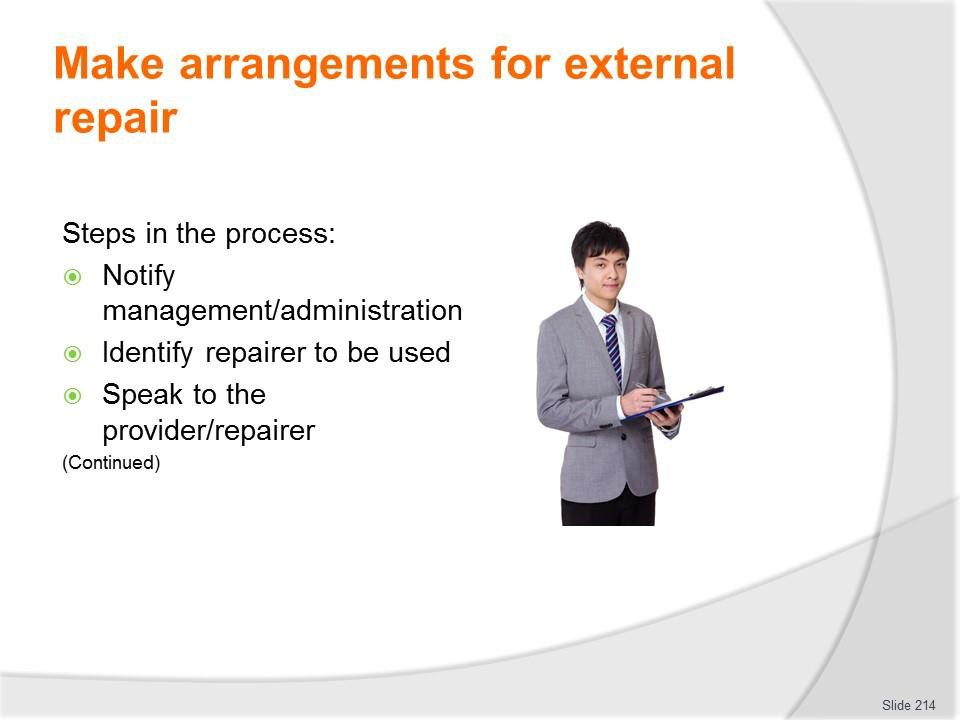 Make arrangements for external
repair
Steps in the process:
Notify
management/administration
Identify repairer to be used
Speak to the
provider/repairer
(Continued)
Slide 214